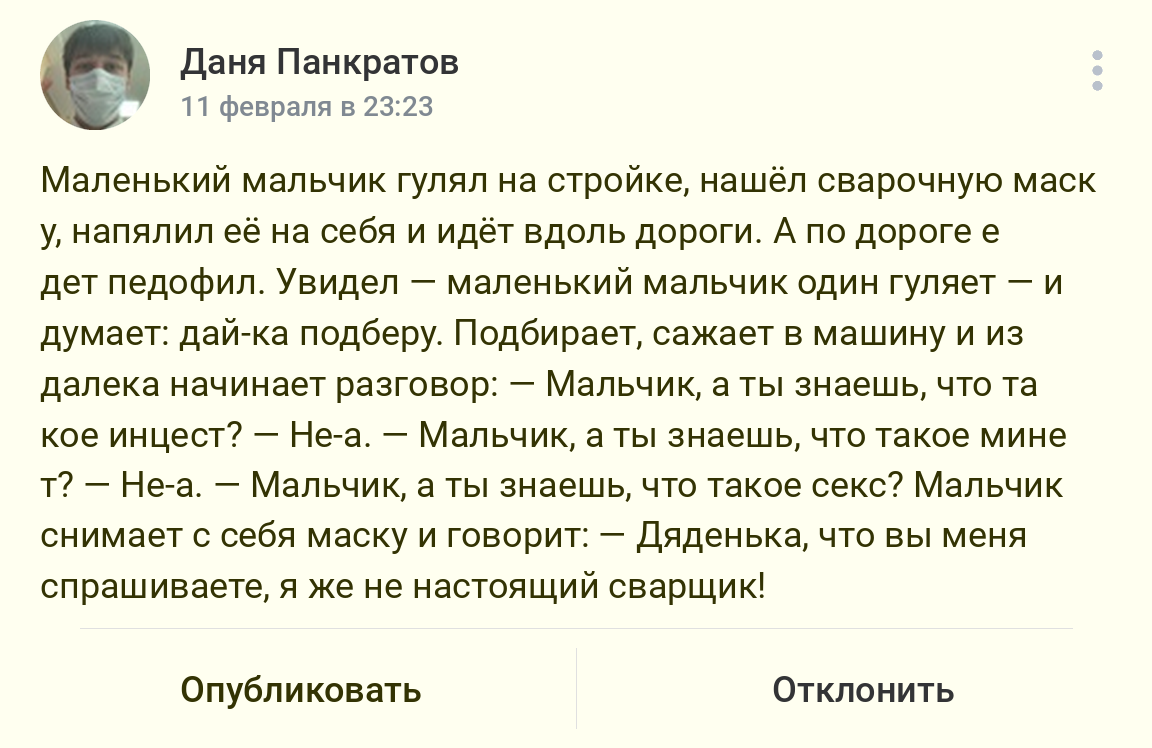 Даня Панкратов
11 февраля в 23:23
Маленький мальчик гулял на стройке, нашёл сварочную маск
у, напялил её на себя и идёт вдоль дороги. А по дороге е
дет педофил. Увидел — маленький мальчик один гуляет — и
думает: дай-ка подберу. Подбирает, сажает в машину и из
далека начинает разговор: — Мальчик, а ты знаешь, что та
кое инцест? — Не-а. — Мальчик, а ты знаешь, что такое мине
т? — Не-а. — Мальчик, а ты знаешь, что такое секс? Мальчик
снимает с себя маску и говорит: — Дяденька, что вы меня
спрашиваете, я же не настоящий сварщик!
Опубликовать
Отклонить